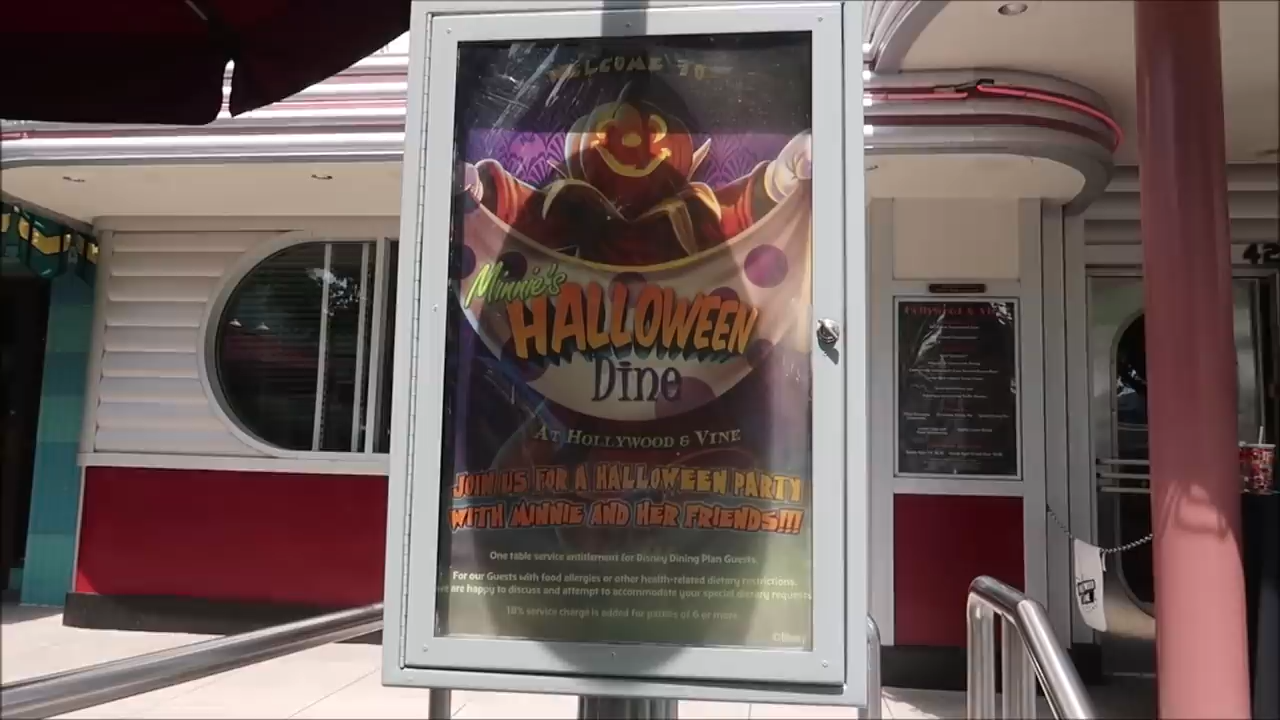 WELCOME TO
Minnie's
HALLOWEEN
Dine
AT HOLLYWOOD & VINE
JOIN US FOR A HALLOWEEN PARTY
WITH MINNIE AND HER FRIENDS!!!
One table service entitlement for Disney Dining Plan Guests.
For our Guests with food allergies or other health-related dietary restrictions,
we are happy to discuss and attempt to accommodate your special dietary requests
18% service charge is added for parties of 6 or more.
©Disney
HOLLYWOOD & VINE
42